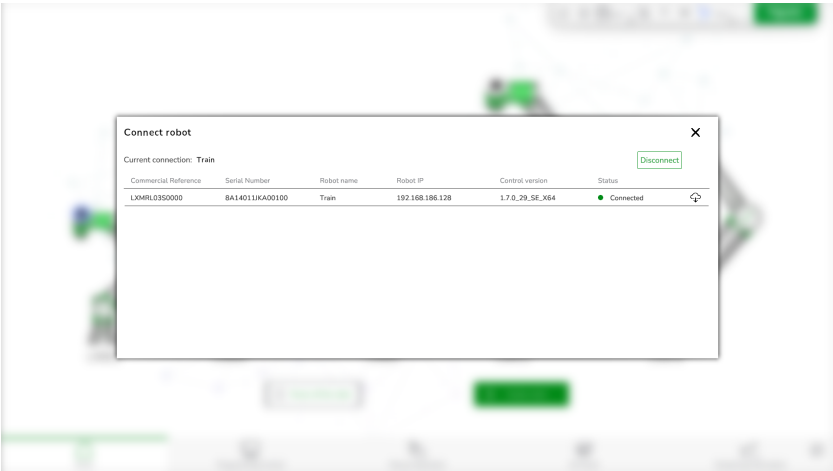 Connect robot
Current connection: Train
Disconnect
Commercial Reference Serial Number Robot name Robot IP Control version Status
LXMRL03S0000 8A14011JKA00100 Train 192.168.186.128 1.7.0_29_SE_X64 Connected